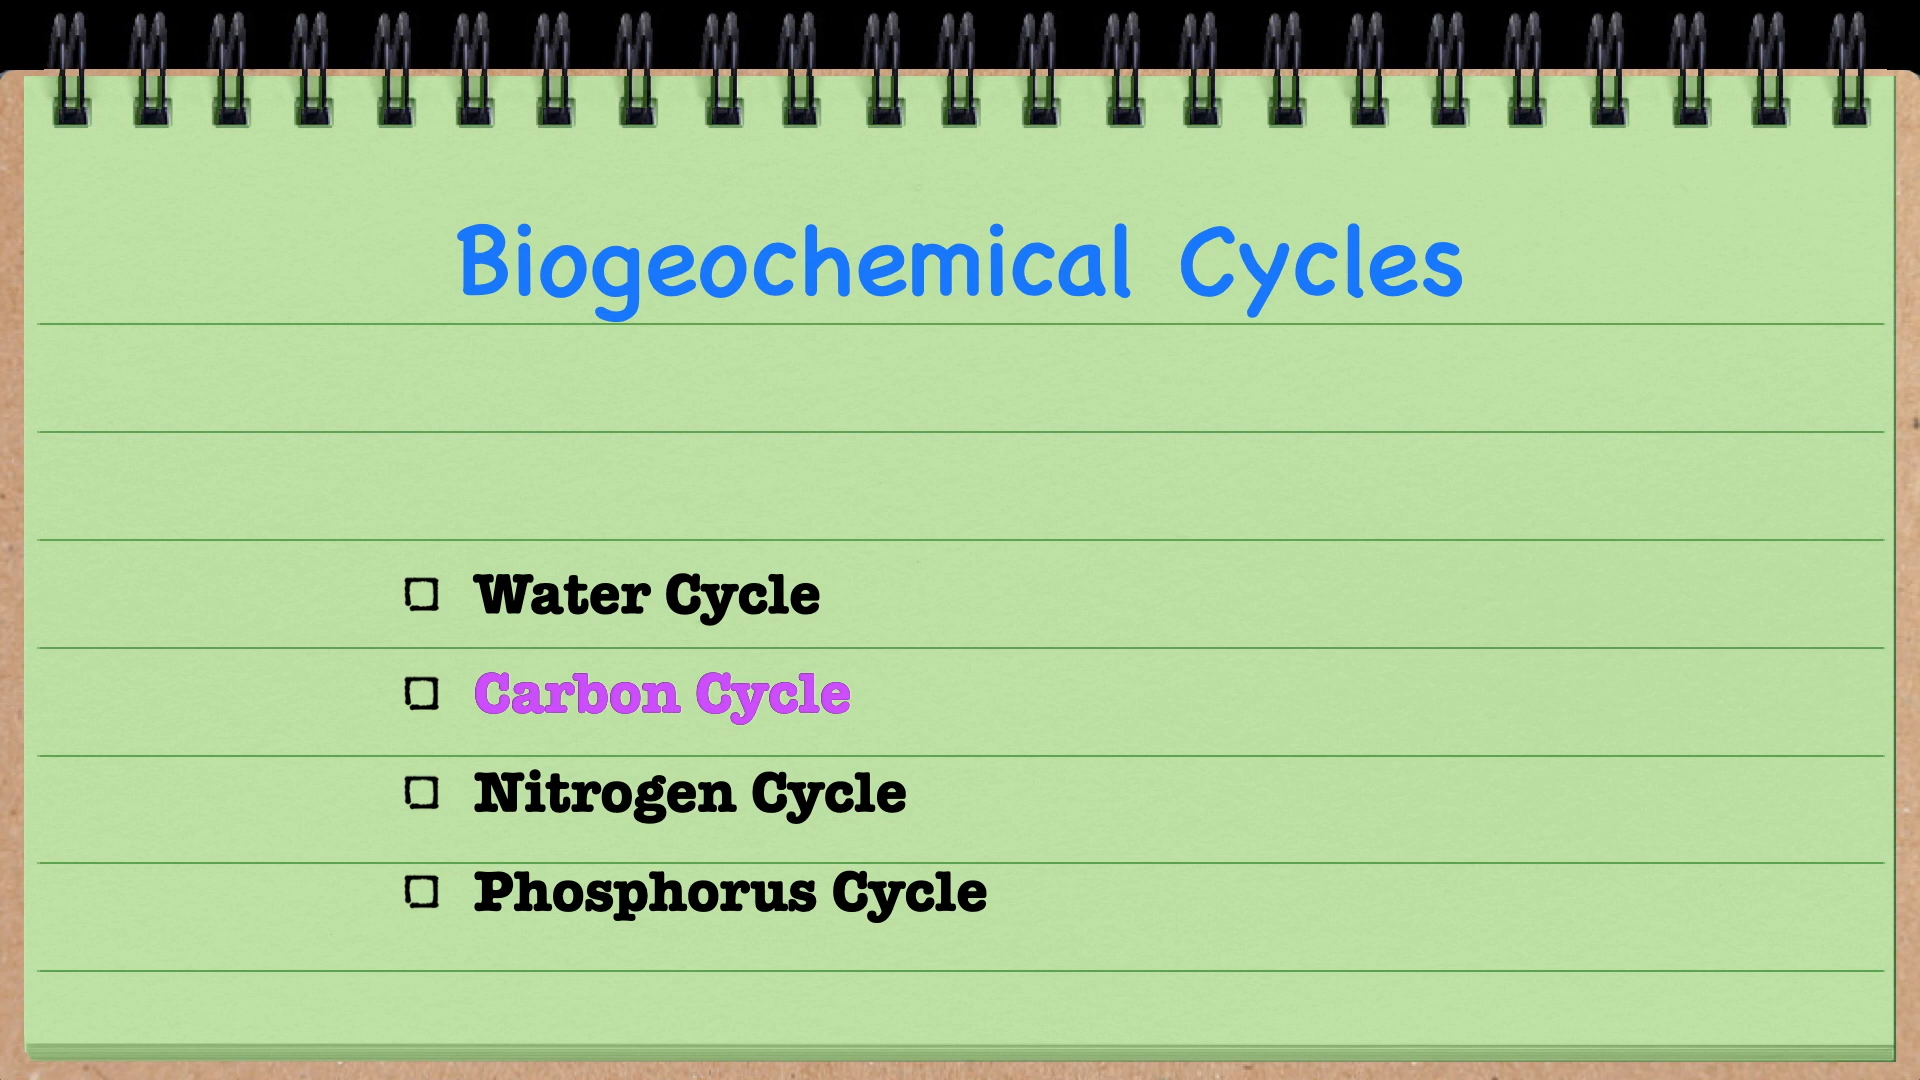 Biogeochemical Cycles
Water Cycle
Carbon Cycle
Nitrogen Cycle
Phosphorus Cycle